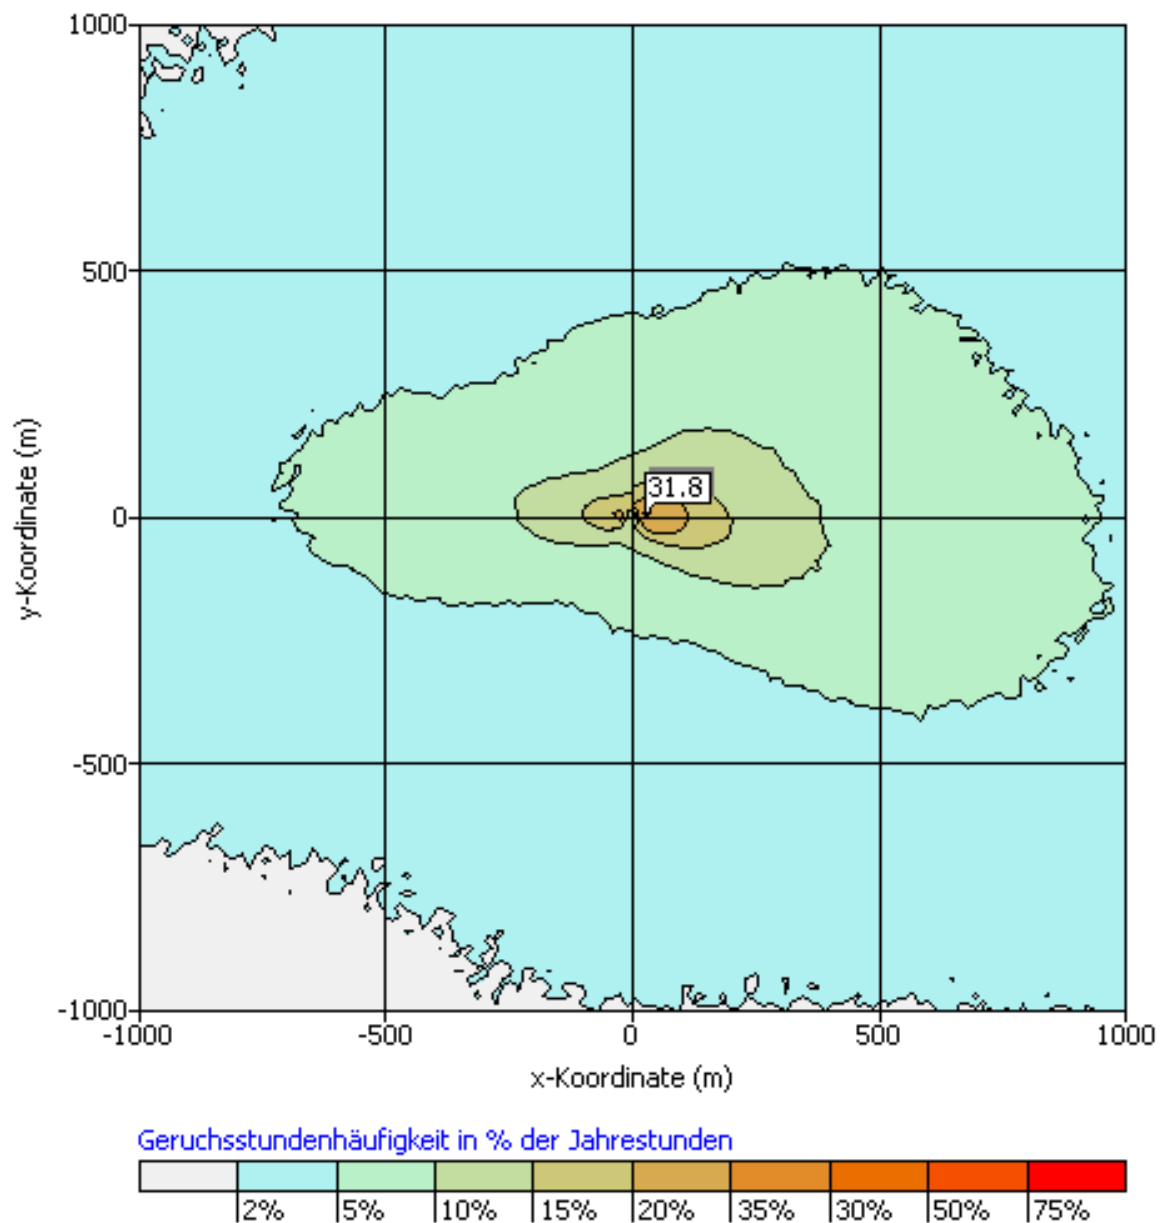 1000
500
0
-500
-1000
y-Koordinate (m)
31.8
-1000 -500 0 500 1000
x-Koordinate (m)
Geruchsstundenhäufigkeit in % der Jahrestunden
2% 5% 10% 15% 20% 35% 30% 50% 75%